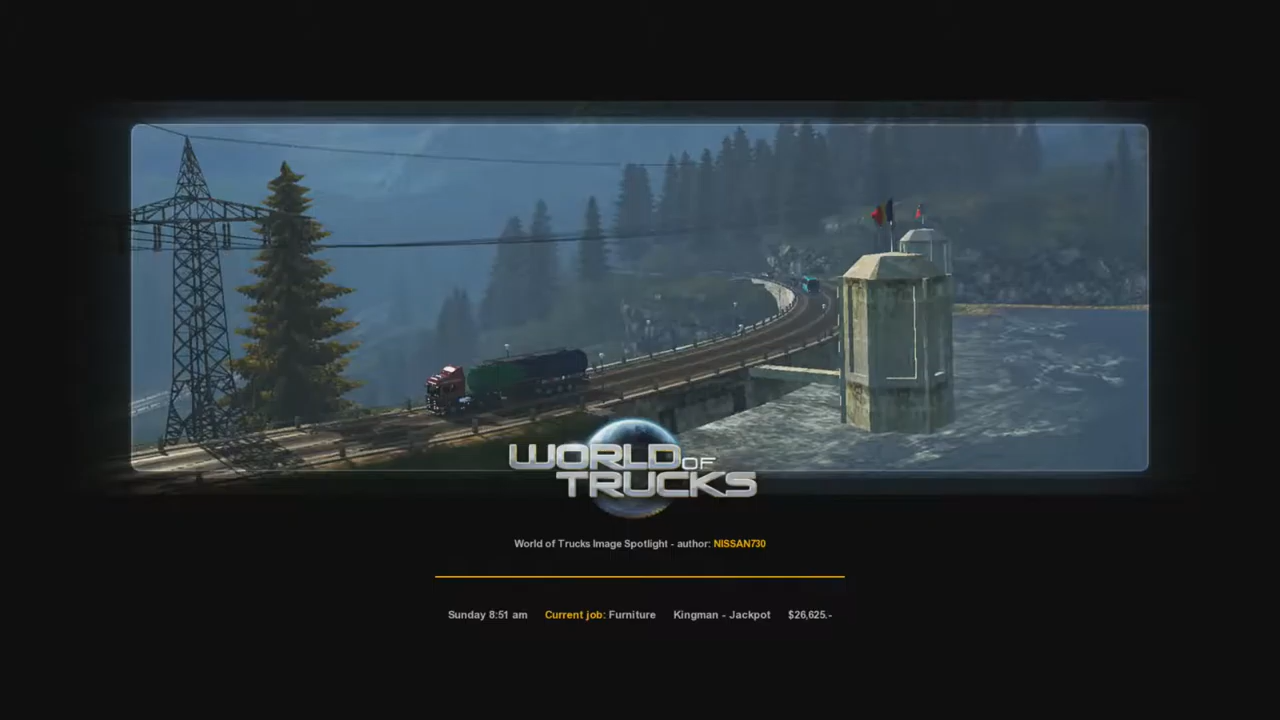 WORLD OF
TRUCKS
World of Trucks Image Spotlight - author: NISSAN730
Sunday 8:51 am Current job: Furniture Kingman - Jackpot $26,625.-